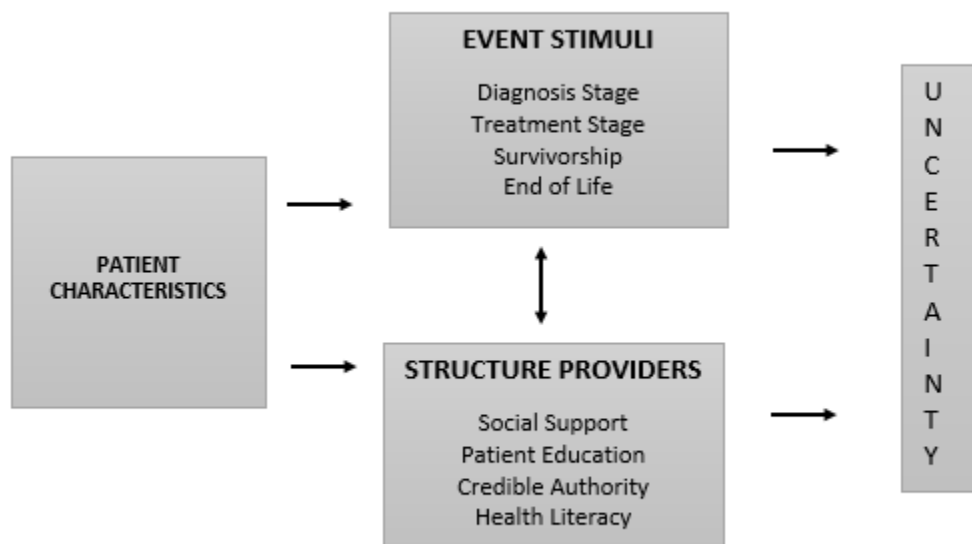 EVENT STIMULI
Diagnosis Stage
Treatment Stage
Survivorship
End of Life
PATIENT
CHARACTERISTICS
STRUCTURE PROVIDERS
Social Support
Patient Education
Credible Authority
Health Literacy
U
N
C
E
R
T
A
I
N
T
Y